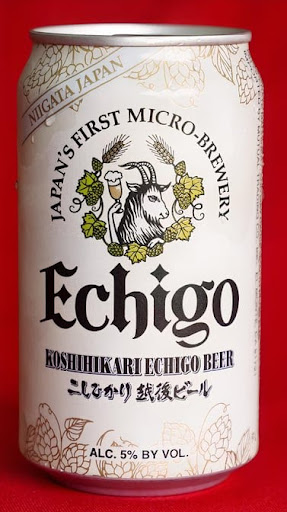 NIIGATA JAPAN
JAPAN'S FIRST MICRO-BREWERY
Echigo
KOSHIHIKARI ECHIGO BEER
こしひかり 越後ビール
ALC. 5% BY VOL.